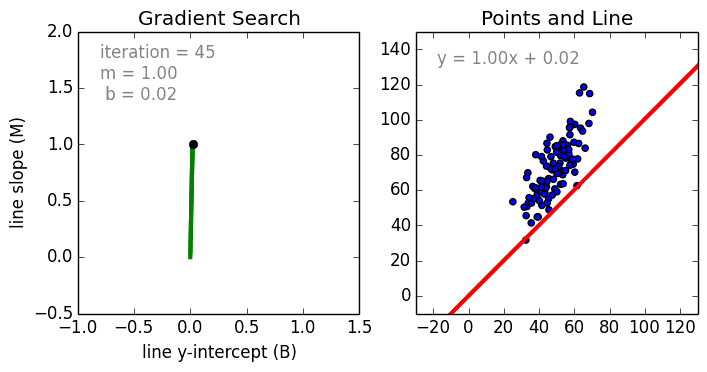 Gradient Search
iteration = 45
m = 1.00
b = 0.02
line slope (M)
2.0
1.5
1.0
0.5
0.0
−0.5
−1.0 −0.5 0.0 0.5 1.0 1.5
line y-intercept (B)
Points and Line
y = 1.00x + 0.02
140
120
100
80
60
40
20
0
−20 0 20 40 60 80 100 120